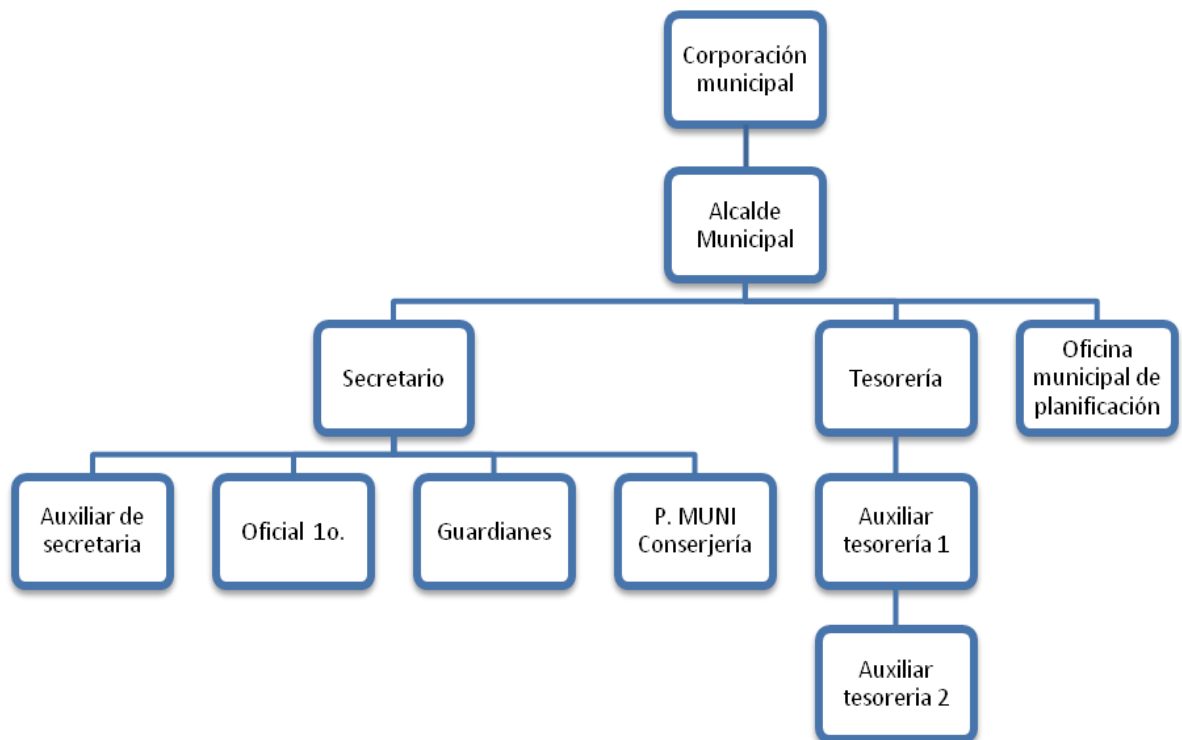 Corporación
municipal
Alcalde
Municipal
Secretario
Tesorería
Oficina
municipal de
planificación
Auxiliar de
secretaria
Oficial 1o.
Guardianes
P. MUNI
Conserjería
Auxiliar
tesorería 1
Auxiliar
tesoreria 2